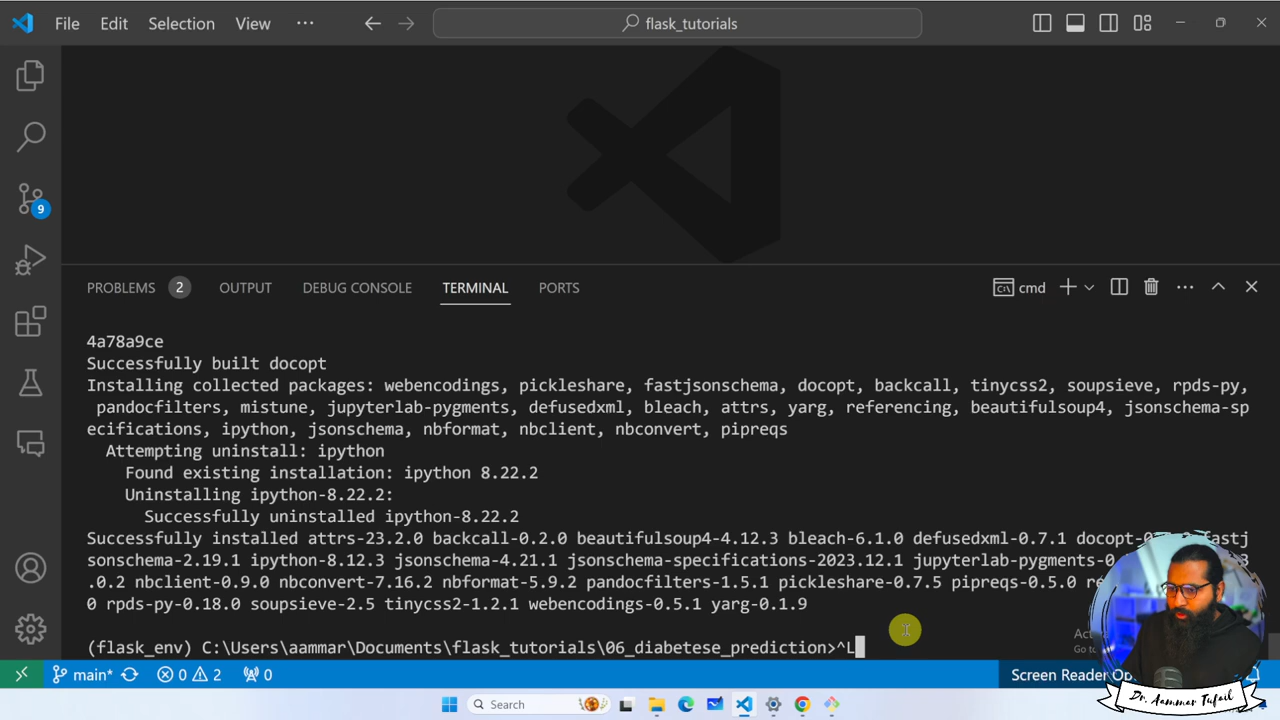 File Edit Selection View ··· flask_tutorials
9
PROBLEMS 2 OUTPUT DEBUG CONSOLE TERMINAL PORTS cmd
4a78a9ce
Successfully built docopt
Installing collected packages: webencodings, pickleshare, fastjsonschema, docopt, backcall, tinycss2, soupsieve, rpds-py,
pandocfilters, mistune, jupyterlab-pygments, defusedxml, bleach, attrs, yarg, referencing, beautifulsoup4, jsonschema-sp
ecifications, ipython, jsonschema, nbformat, nbclient, nbconvert, pipreqs
Attempting uninstall: ipython
Found existing installation: ipython 8.22.2
Uninstalling ipython-8.22.2:
Successfully uninstalled ipython-8.22.2
Successfully installed attrs-23.2.0 backcall-0.2.0 beautifulsoup4-4.12.3 bleach-6.1.0 defusedxml-0.7.1 fastj
sonschema-2.19.1 ipython-8.12.3 jsonschema-4.21.1 jsonschema-specifications-2023.12.1
.0.2 nbclient-0.9.0 nbconvert-7.16.2 nbformat-5.9.2 pandocfilters-1.5.1 pickleshare-0.7.5 pipreqs-0.5.0
0 rpds-py-0.18.0 soupsieve-2.5 tinycss2-1.2.1 webencodings-0.5.1 yarg-0.1.9
(flask_env) C:\Users\aammar\Documents\flask_tutorials\06_diabetese_prediction>^L
main* 0 2 0 Screen Reader
Search
Dr. Aammar Tufail